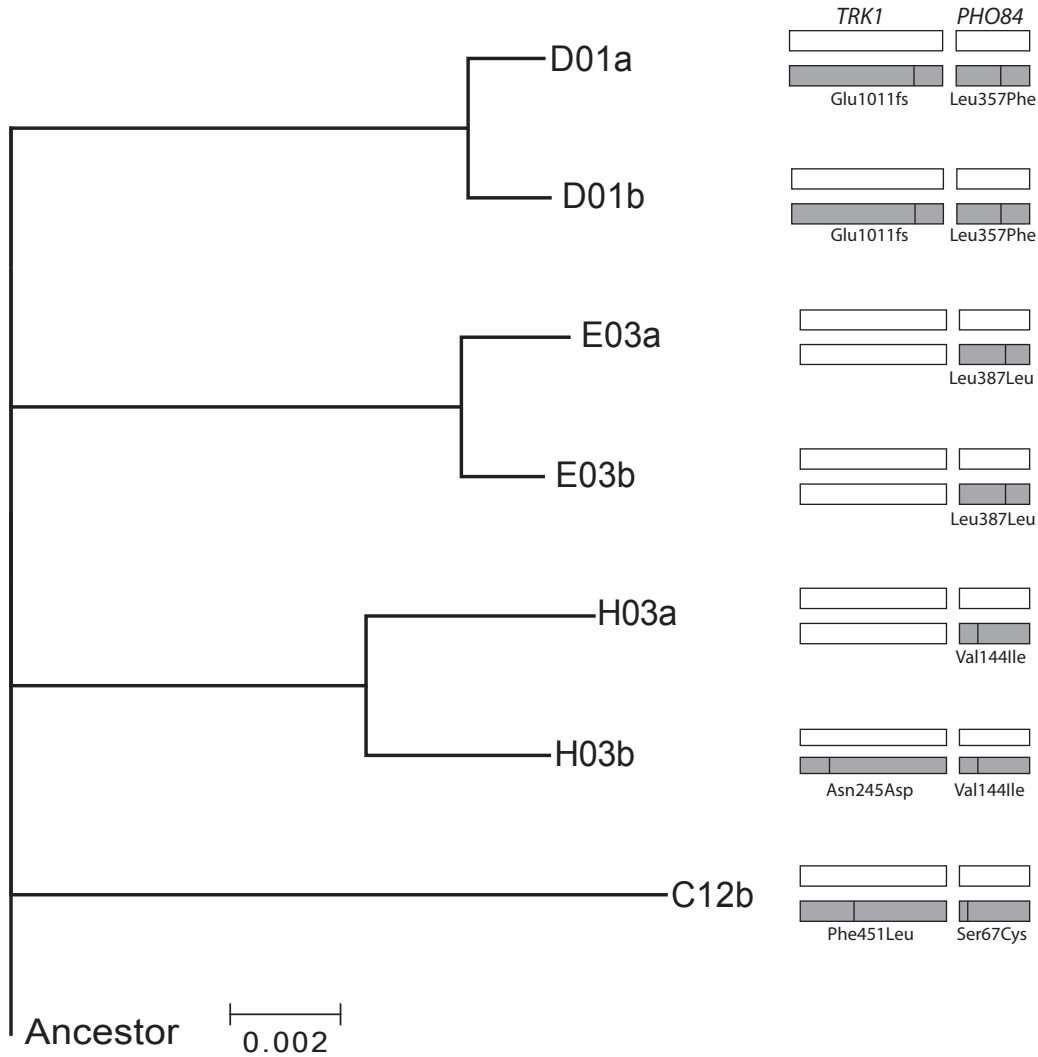 TRK1 PHO84
D01a
Glu1011fs Leu357Phe
D01b
Glu1011fs Leu357Phe
E03a
Leu387Leu
E03b
Leu387Leu
H03a
Val144Ile
H03b
Asn245Asp Val144Ile
C12b
Phe451Leu Ser67Cys
Ancestor
0.002